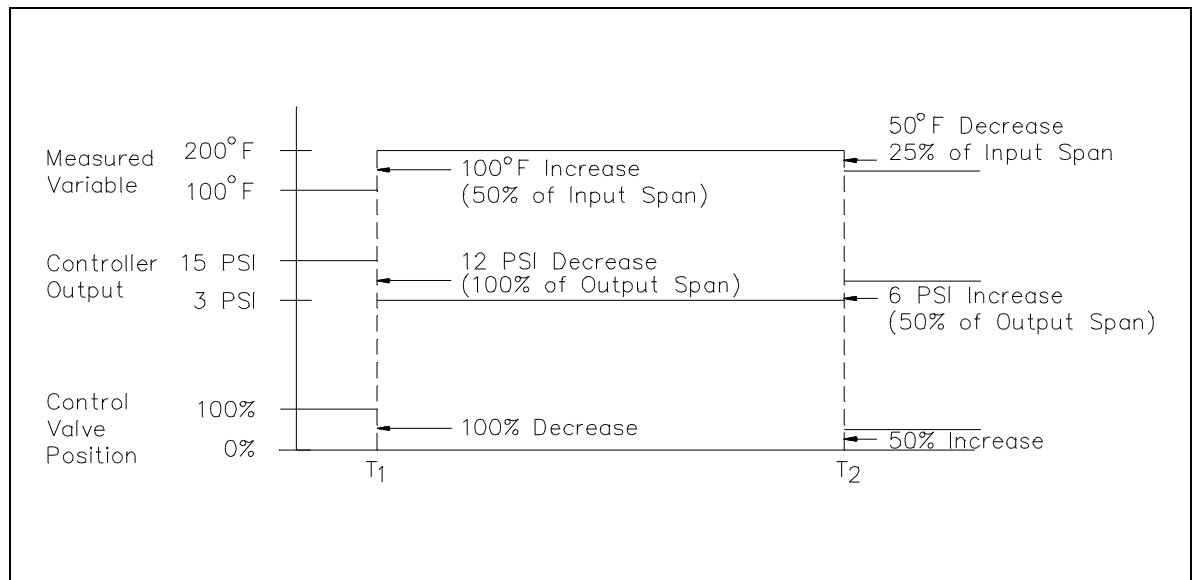 Measured
Variable
200°F
100°F
100°F Increase
(50% of Input Span)
50°F Decrease
25% of Input Span
Controller
Output
15 PSI
3 PSI
12 PSI Decrease
(100% of Output Span)
6 PSI Increase
(50% of Output Span)
Control
Valve
Position
100%
0%
100% Decrease
50% Increase
T1
T2